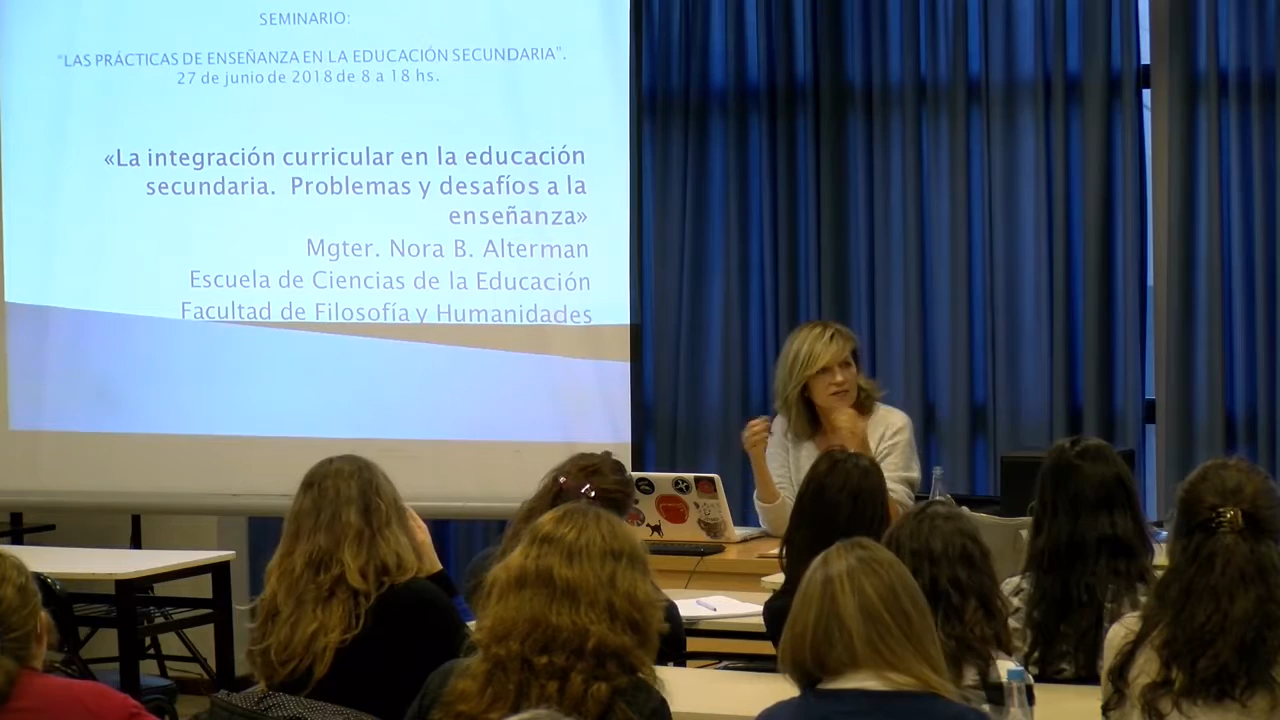 SEMINARIO:
"LAS PRÁCTICAS DE ENSEÑANZA EN LA EDUCACIÓN SECUNDARIA".
27 de junio de 2018 de 8 a 18 hs.
«La integración curricular en la educación
secundaria. Problemas y desafíos a la
enseñanza»
Mgter. Nora B. Alterman
Escuela de Ciencias de la Educación
Facultad de Filosofía y Humanidades